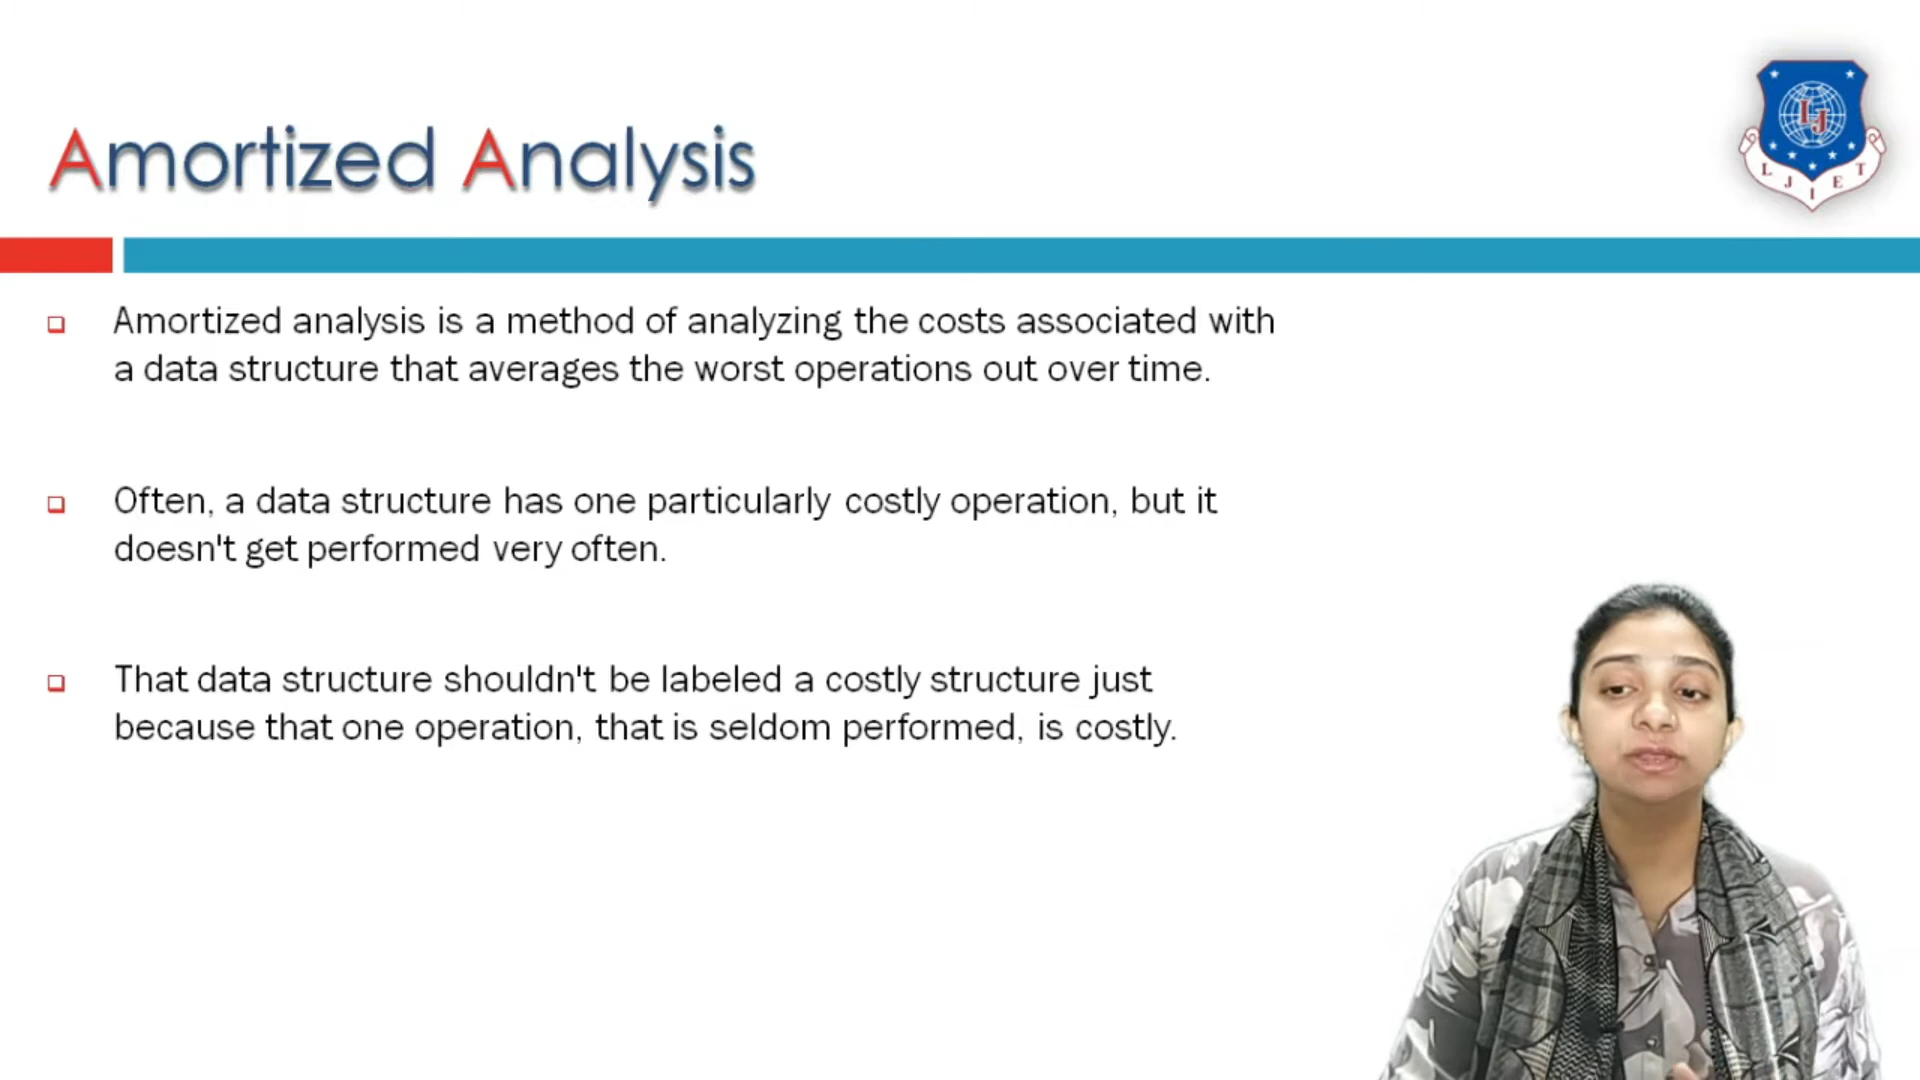 Amortized Analysis
LJ
LJIET
Amortized analysis is a method of analyzing the costs associated with
a data structure that averages the worst operations out over time.
Often, a data structure has one particularly costly operation, but it
doesn't get performed very often.
That data structure shouldn't be labeled a costly structure just
because that one operation, that is seldom performed, is costly.